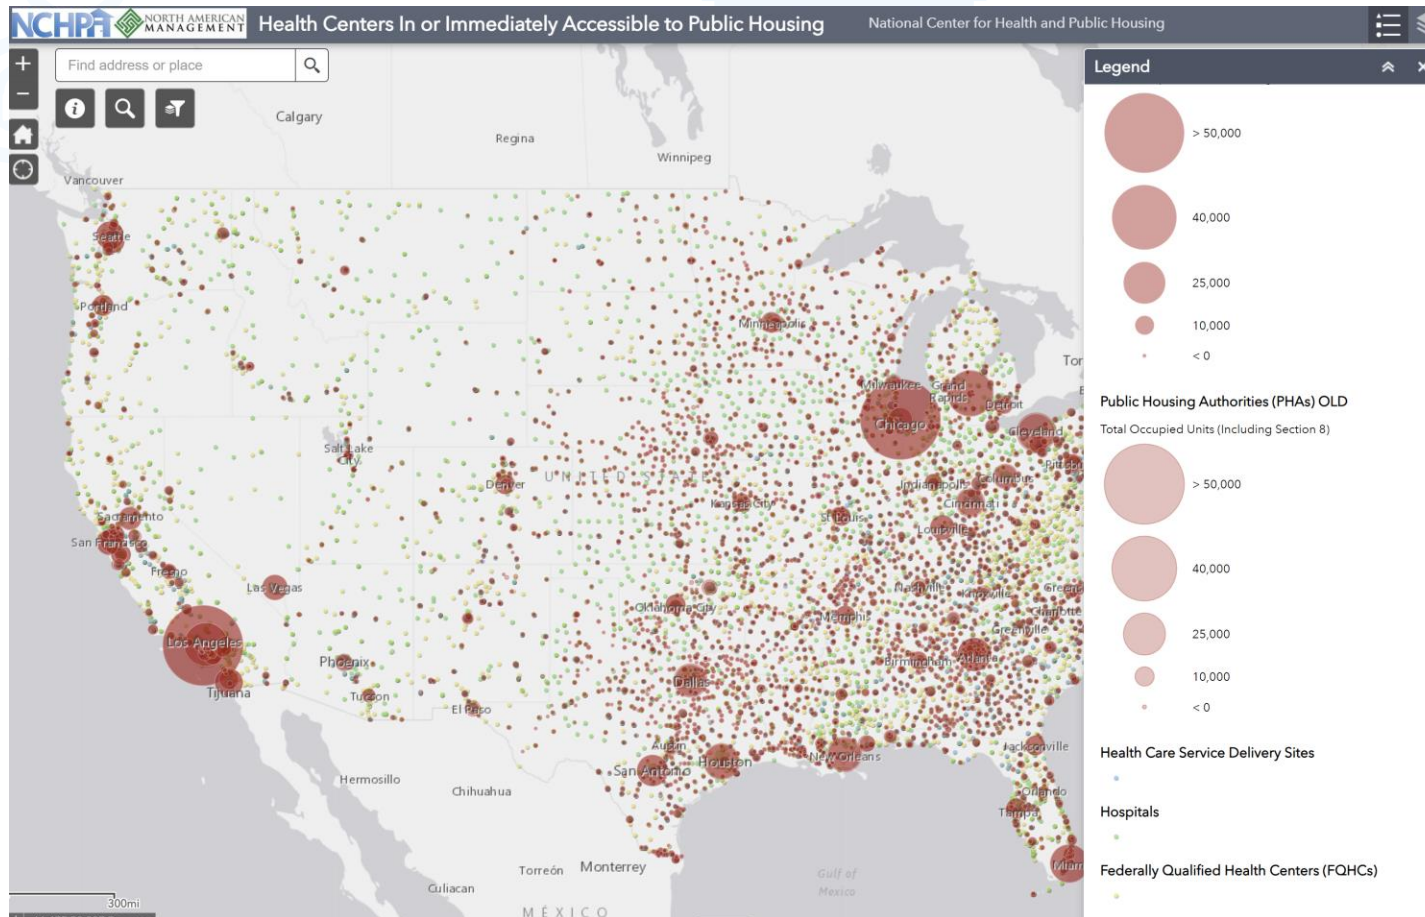 NCHPH NORTH AMERICAN MANAGEMENT Health Centers In or Immediately Accessible to Public Housing National Center for Health and Public Housing
Find address or place
Legend
> 50,000
40,000
25,000
10,000
< 0
Public Housing Authorities (PHAs) OLD
Total Occupied Units (Including Section 8)
> 50,000
40,000
25,000
10,000
< 0
Health Care Service Delivery Sites
Hospitals
Federally Qualified Health Centers (FQHCs)
Calgary
Regina
Winnipeg
Vancouver
Seattle
Portland
Minneapolis
Tor
Milwaukee
Grand Rapids
Detroit
Chicago
Cleveland
Salt Lake City
Pittsbu
UNITED STATES
Denver
Indianapolis
Columbus
Kansas City
Cincinnati
Sacramento
St Louis
Louisville
San Francisco
Fresno
Las Vegas
Nashville
Knoxville
Greens
Oklahoma City
Charlotte
Memphis
Greenville
Los Angeles
Phoenix
Birmingham
Atlanta
Dallas
Tijuana
Tucson
El Paso
Austin
Jacksonville
San Antonio
Houston
New Orleans
Hermosillo
Chihuahua
Orlando
Tampa
Monterrey
Torreón
Miam
Gulf of Mexico
Culiacan
300mi
MÉXICO